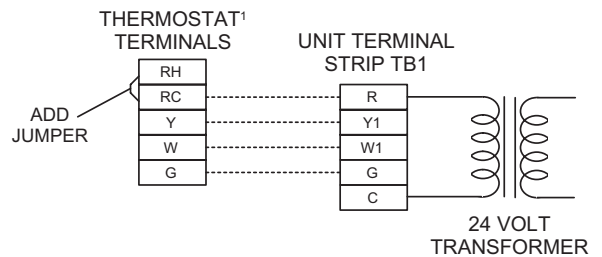 THERMOSTAT¹
TERMINALS
UNIT TERMINAL
STRIP TB1
RH
RC
Y
W
G
ADD
JUMPER
R
Y1
W1
G
C
24 VOLT
TRANSFORMER